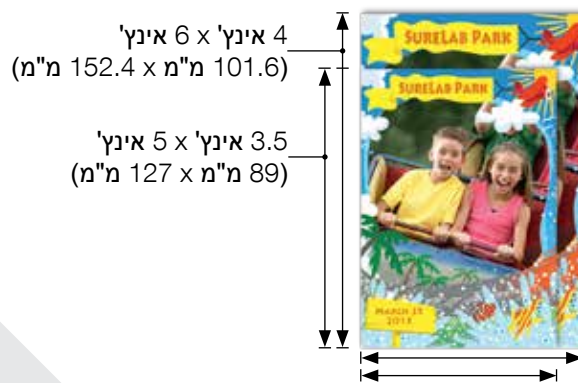 4 אינץ' x 6 אינץ'
(101.6 מ"מ x 152.4 מ"מ)
3.5 אינץ' x 5 אינץ'
(89 מ"מ x 127 מ"מ)
SURELAB PARK
SURELAB PARK
MARCH 25
2015